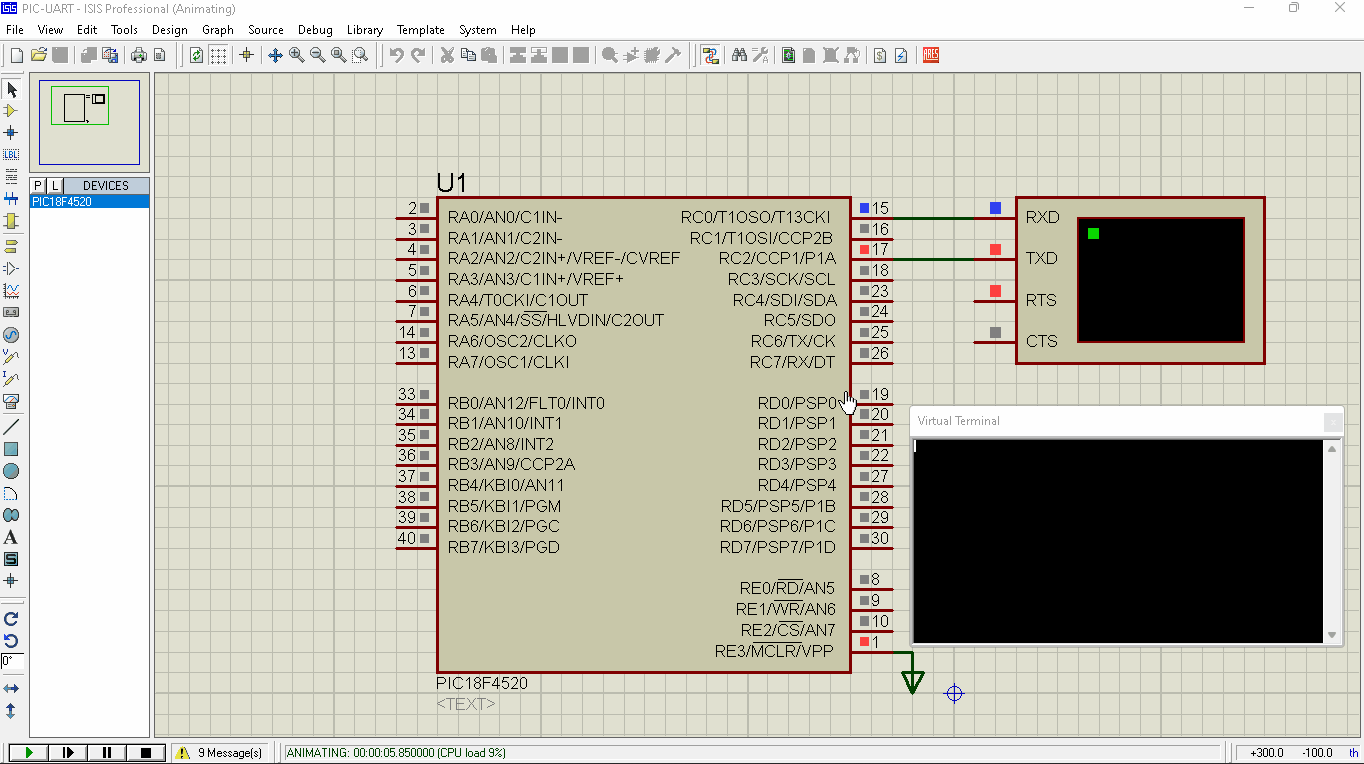 ISIS PIC-UART - ISIS Professional (Animating)
File View Edit Tools Design Graph Source Debug Library Template System Help
LBL
ARES
P L DEVICES
PIC18F4520
A
S
0°
U1
2 RA0/AN0/C1IN- RC0/T1OSO/T13CKI 15
3 RA1/AN1/C2IN- RC1/T1OSI/CCP2B 16
4 RA2/AN2/C2IN+/VREF-/CVREF RC2/CCP1/P1A 17
5 RA3/AN3/C1IN+/VREF+ RC3/SCK/SCL 18
6 RA4/T0CKI/C1OUT RC4/SDI/SDA 23
7 RA5/AN4/SS/HLVDIN/C2OUT RC5/SDO 24
14 RA6/OSC2/CLKO RC6/TX/CK 25
13 RA7/OSC1/CLKI RC7/RX/DT 26
33 RB0/AN12/FLT0/INT0 RD0/PSP0 19
34 RB1/AN10/INT1 RD1/PSP1 20
35 RB2/AN8/INT2 RD2/PSP2 21
36 RB3/AN9/CCP2A RD3/PSP3 22
37 RB4/KBI0/AN11 RD4/PSP4 27
38 RB5/KBI1/PGM RD5/PSP5/P1B 28
39 RB6/KBI2/PGC RD6/PSP6/P1C 29
40 RB7/KBI3/PGD RD7/PSP7/P1D 30
RE0/RD/AN5 8
RE1/WR/AN6 9
RE2/CS/AN7 10
RE3/MCLR/VPP 1
PIC18F4520
<TEXT>
RXD
TXD
RTS
CTS
Virtual Terminal
9 Message(s) ANIMATING: 00:00:05.850000 (CPU load 9%) +300.0 -100.0 th